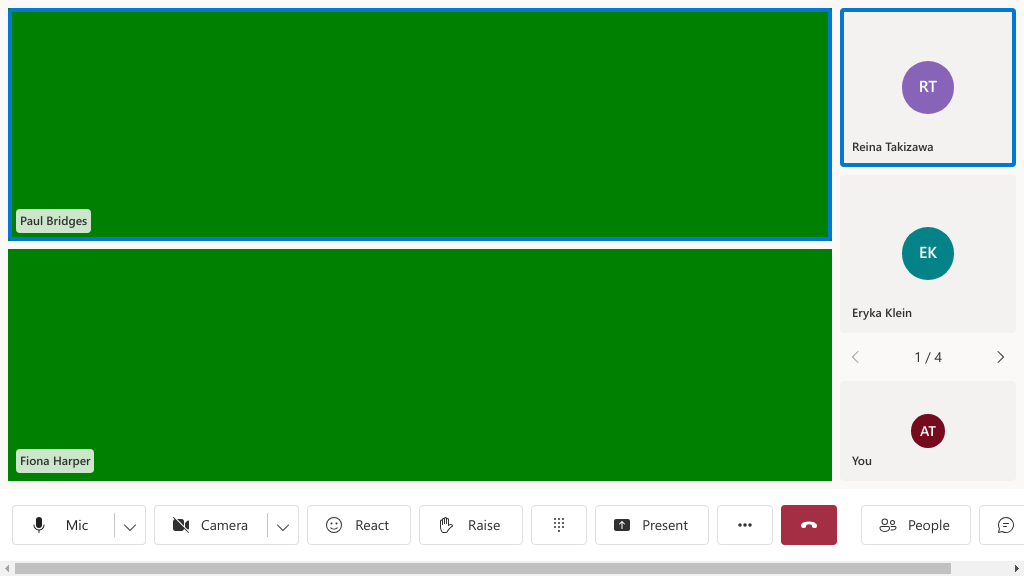 Paul Bridges
Fiona Harper
RT
Reina Takizawa
EK
Eryka Klein
1 / 4
AT
You
Mic
Camera
React
Raise
Present
People